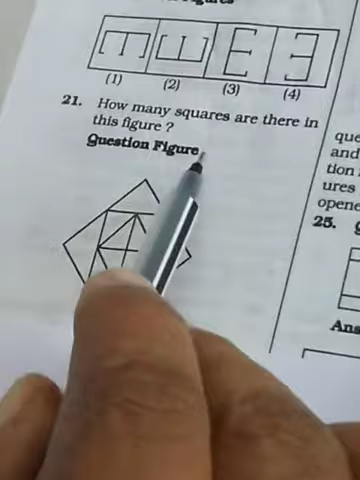 (1) (2) (3) (4)
21. How many squares are there in
this figure ?
Question Figure
que
and
tion
ures
opene
25.
Ans